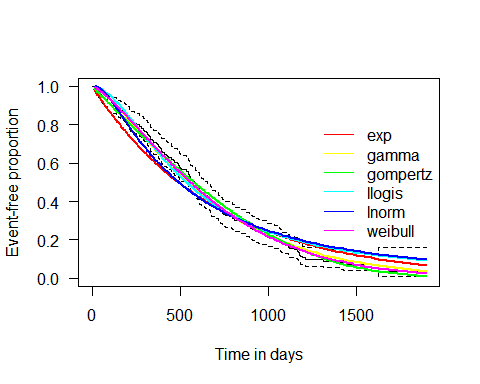 Event-free proportion
1.0
0.8
0.6
0.4
0.2
0.0
exp
gamma
gompertz
llogis
lnorm
weibull
0 500 1000 1500
Time in days